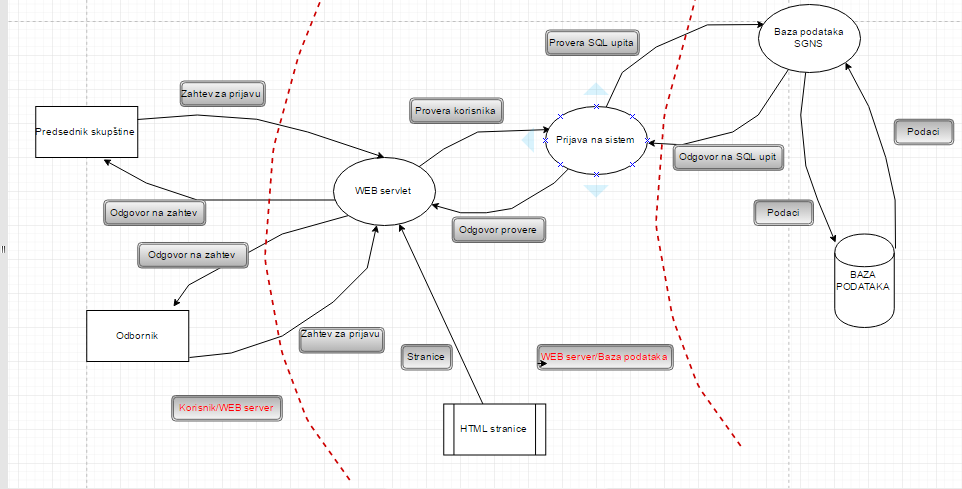 Baza podataka
SGNS
Provera SQL upita
Zahtev za prijavu
Provera korisnika
Predsednik skupštine
Podaci
Prijava na sistem
Odgovor na SQL upit
WEB servlet
Odgovor na zahtev
Podaci
Odgovor provere
Odgovor na zahtev
BAZA
PODATAKA
Odbornik
Zahtev za prijavu
Stranice
WEB server/Baza podataka
Korisnik/WEB server
HTML stranice